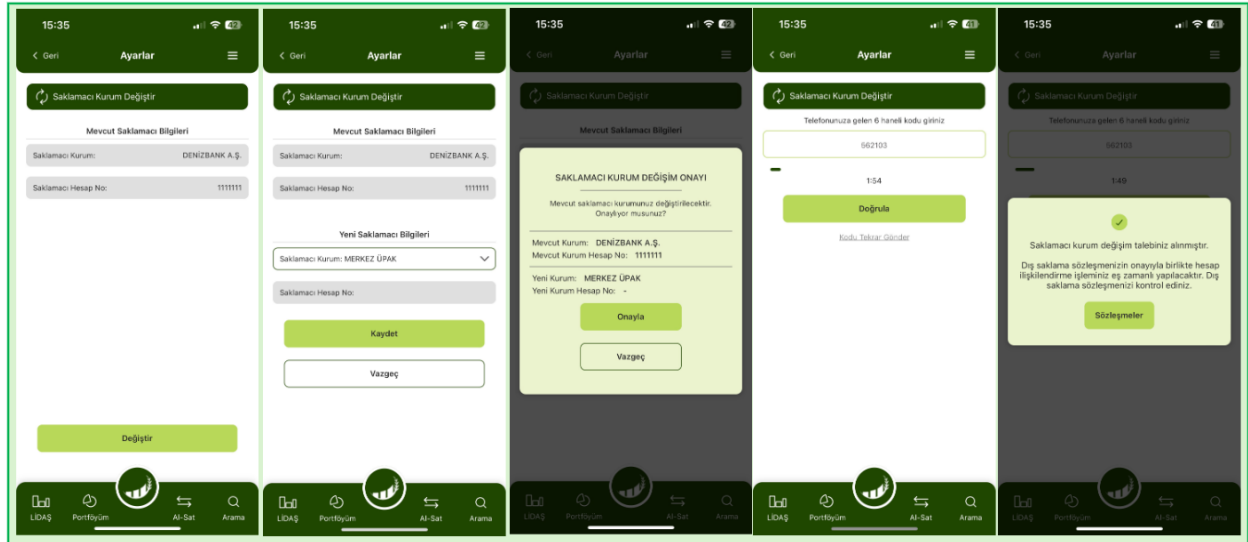 15:35
42
Geri
Ayarlar
Saklamacı Kurum Değiştir
Mevcut Saklamacı Bilgileri
Saklamacı Kurum: DENİZBANK A.Ş.
Saklamacı Hesap No: 1111111
Değiştir
LİDAŞ Portföyüm Al-Sat Arama
15:35
42
Geri
Ayarlar
Saklamacı Kurum Değiştir
Mevcut Saklamacı Bilgileri
Saklamacı Kurum: DENİZBANK A.Ş.
Saklamacı Hesap No: 1111111
Yeni Saklamacı Bilgileri
Saklamacı Kurum: MERKEZ ÜPAK
Saklamacı Hesap No:
Kaydet
Vazgeç
LİDAŞ Portföyüm Al-Sat Arama
15:35
42
Geri
Ayarlar
Saklamacı Kurum Değiştir
Mevcut Saklamacı Bilgileri
SAKLAMACI KURUM DEĞİŞİM ONAYI
Mevcut saklamacı kurumunuz değiştirilecektir.
Onaylıyor musunuz?
Mevcut Kurum: DENİZBANK A.Ş.
Mevcut Kurum Hesap No: 1111111
Yeni Kurum: MERKEZ ÜPAK
Yeni Kurum Hesap No: -
Onayla
Vazgeç
LİDAŞ Portföyüm Al-Sat Arama
15:35
42
Geri
Ayarlar
Saklamacı Kurum Değiştir
Telefonunuza gelen 6 haneli kodu giriniz
562103
1:54
Doğrula
Kodu Tekrar Gönder
LİDAŞ Portföyüm Al-Sat Arama
15:35
41
Geri
Ayarlar
Saklamacı Kurum Değiştir
Telefonunuza gelen 6 haneli kodu giriniz
562103
1:49
Saklamacı kurum değişim talebiniz alınmıştır.
Dış saklama sözleşmenizin onayıyla birlikte hesap
ilişkilendirme işleminiz eş zamanlı yapılacaktır. Dış
saklama sözleşmenizi kontrol ediniz.
Sözleşmeler
LİDAŞ Portföyüm Al-Sat Arama